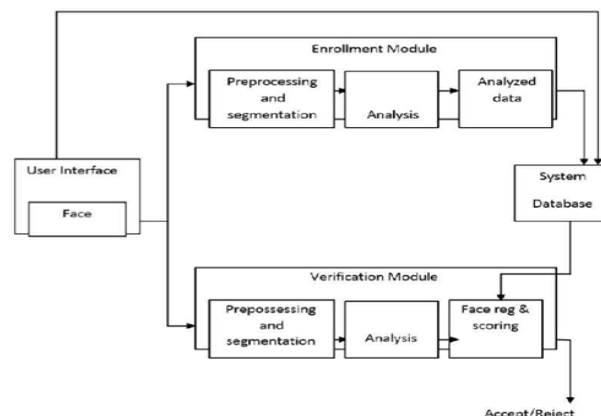 Enrollment Module
Preprocessing
and
segmentation
Analysis
Analyzed
data
User Interface
Face
System
Database
Verification Module
Prepossessing
and
segmentation
Analysis
Face reg &
scoring
Accept/Reject